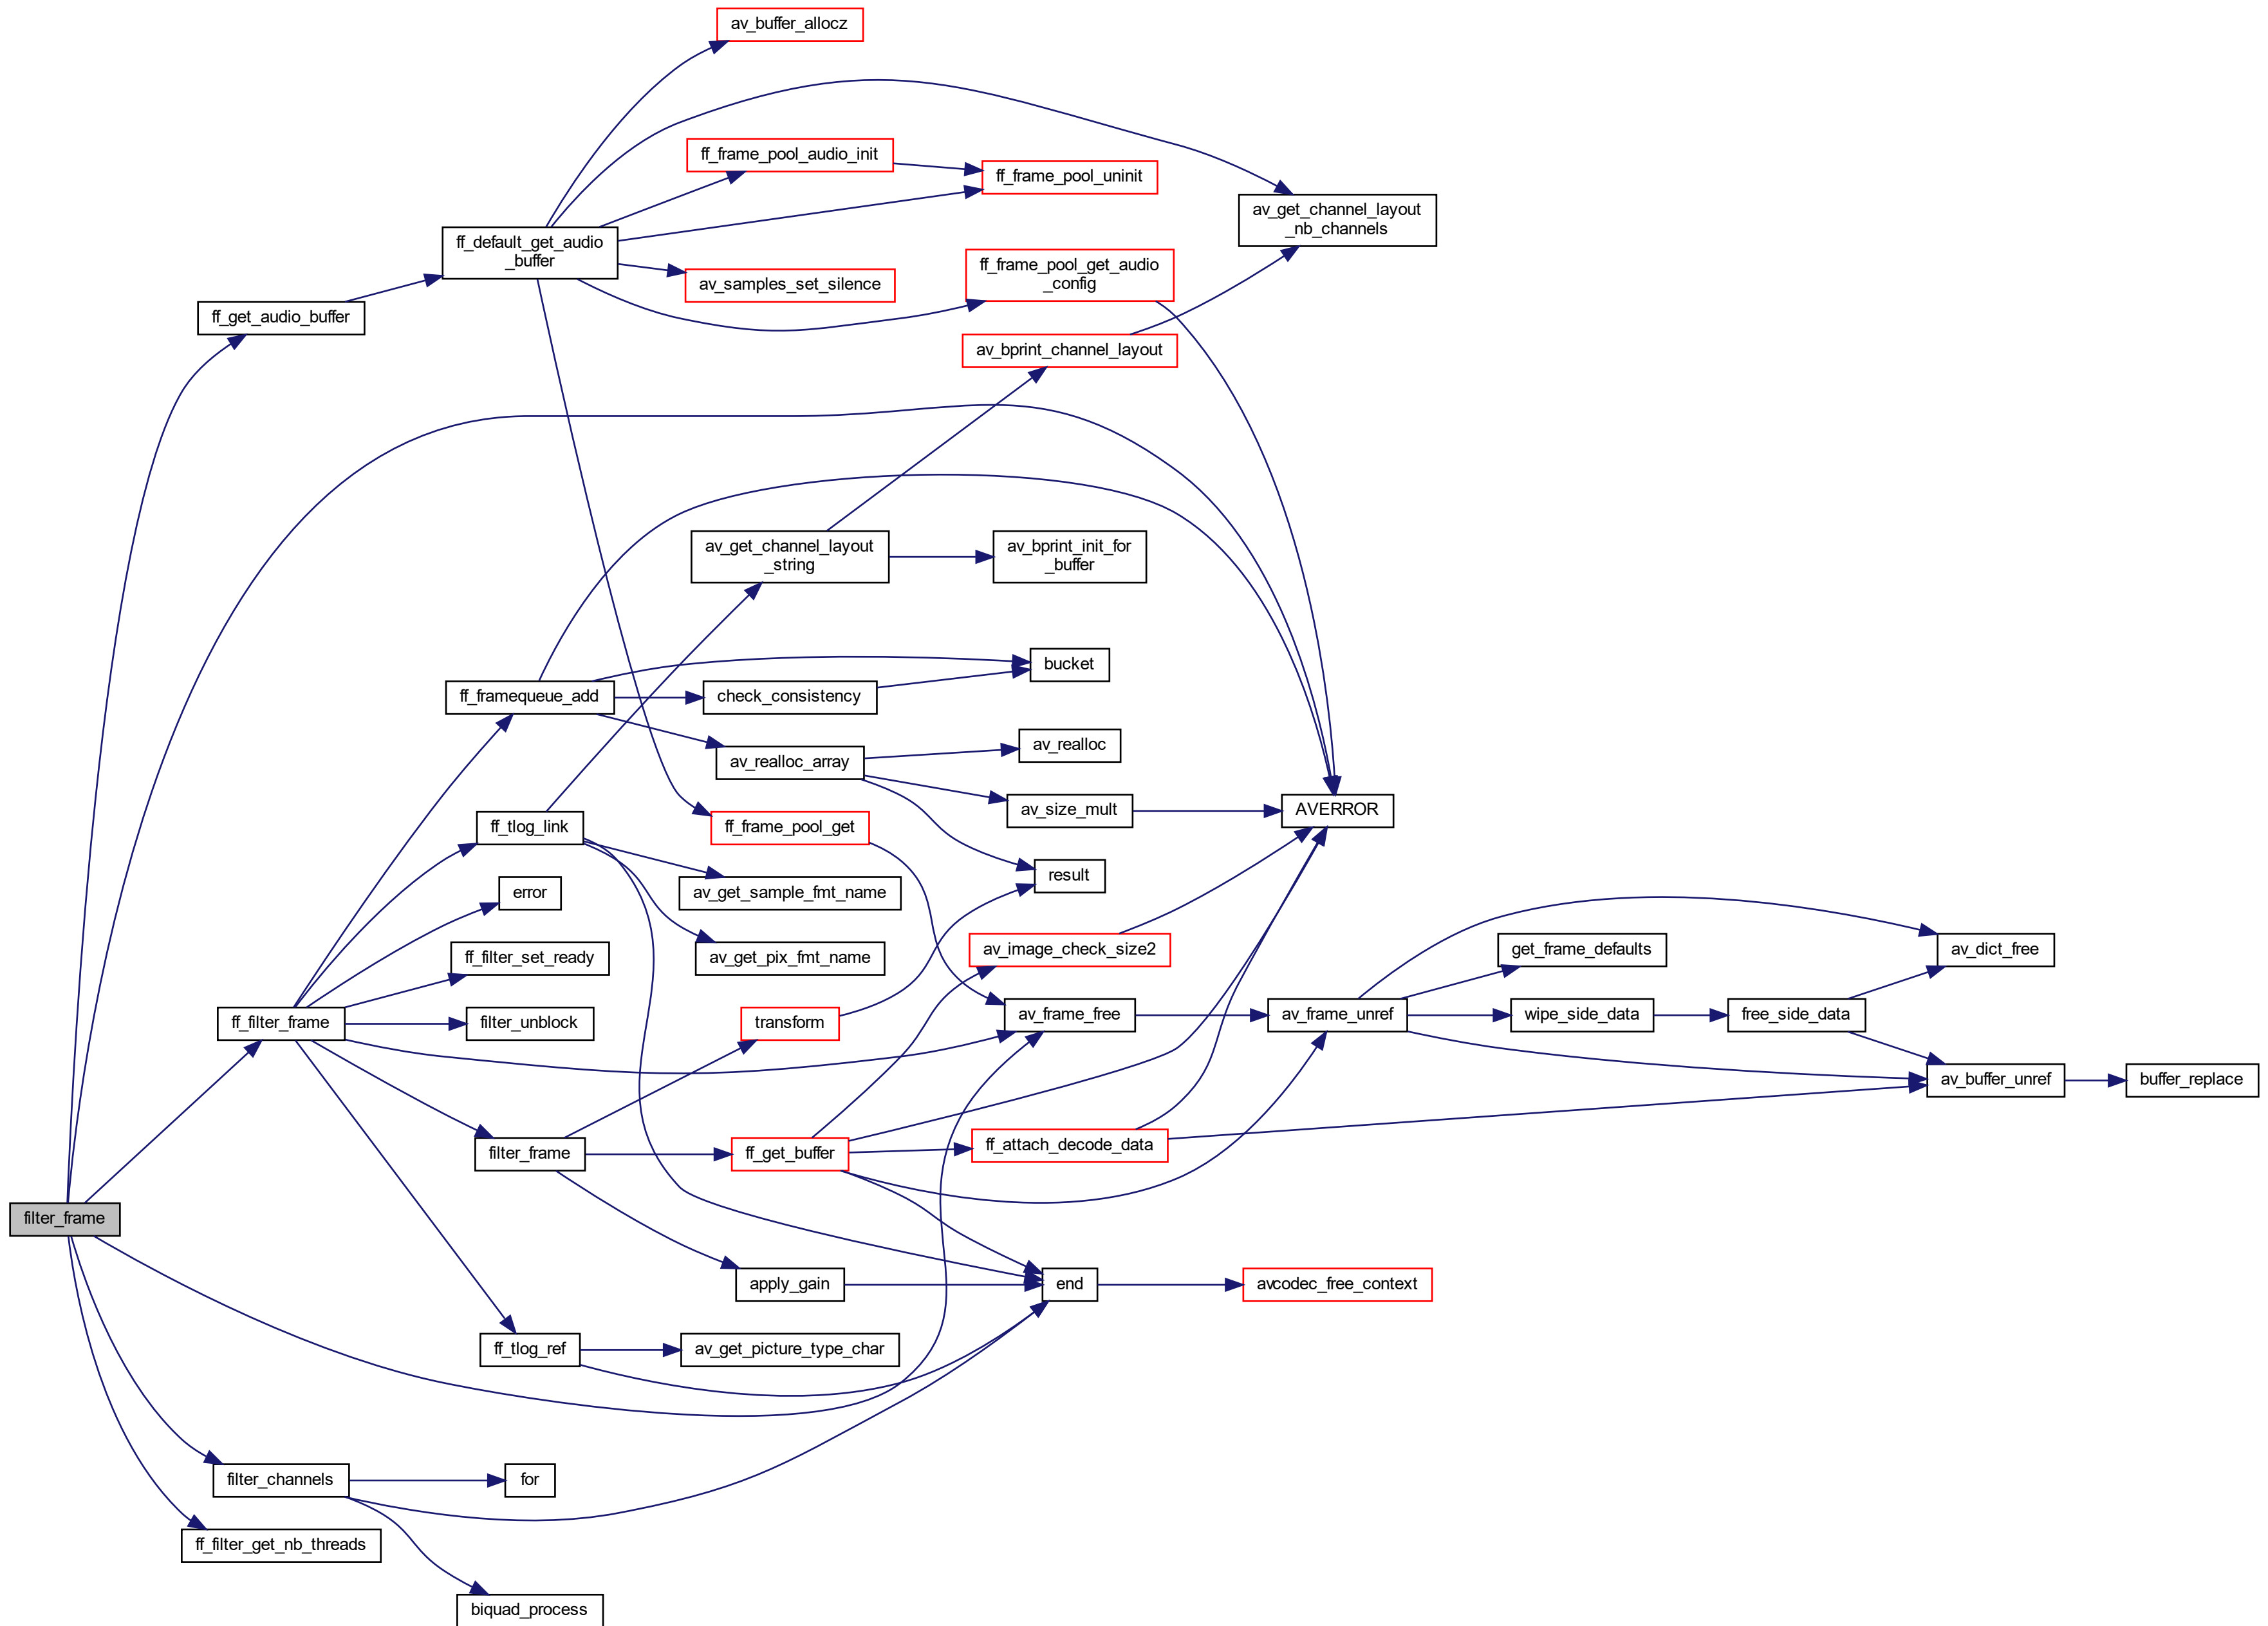 av_buffer_allocz
ff_frame_pool_audio_init
ff_frame_pool_uninit
av_get_channel_layout
_nb_channels
ff_default_get_audio
_buffer
av_samples_set_silence
ff_frame_pool_get_audio
_config
ff_get_audio_buffer
av_bprint_channel_layout
av_get_channel_layout
_string
av_bprint_init_for
_buffer
bucket
ff_framequeue_add
check_consistency
av_realloc
av_realloc_array
av_size_mult
AVERROR
ff_tlog_link
ff_frame_pool_get
result
error
av_get_sample_fmt_name
ff_filter_set_ready
av_get_pix_fmt_name
av_image_check_size2
get_frame_defaults
av_dict_free
ff_filter_frame
filter_unblock
transform
av_frame_free
av_frame_unref
wipe_side_data
free_side_data
av_buffer_unref
buffer_replace
filter_frame
ff_get_buffer
ff_attach_decode_data
filter_frame
apply_gain
end
avcodec_free_context
ff_tlog_ref
av_get_picture_type_char
filter_channels
for
ff_filter_get_nb_threads
biquad_process